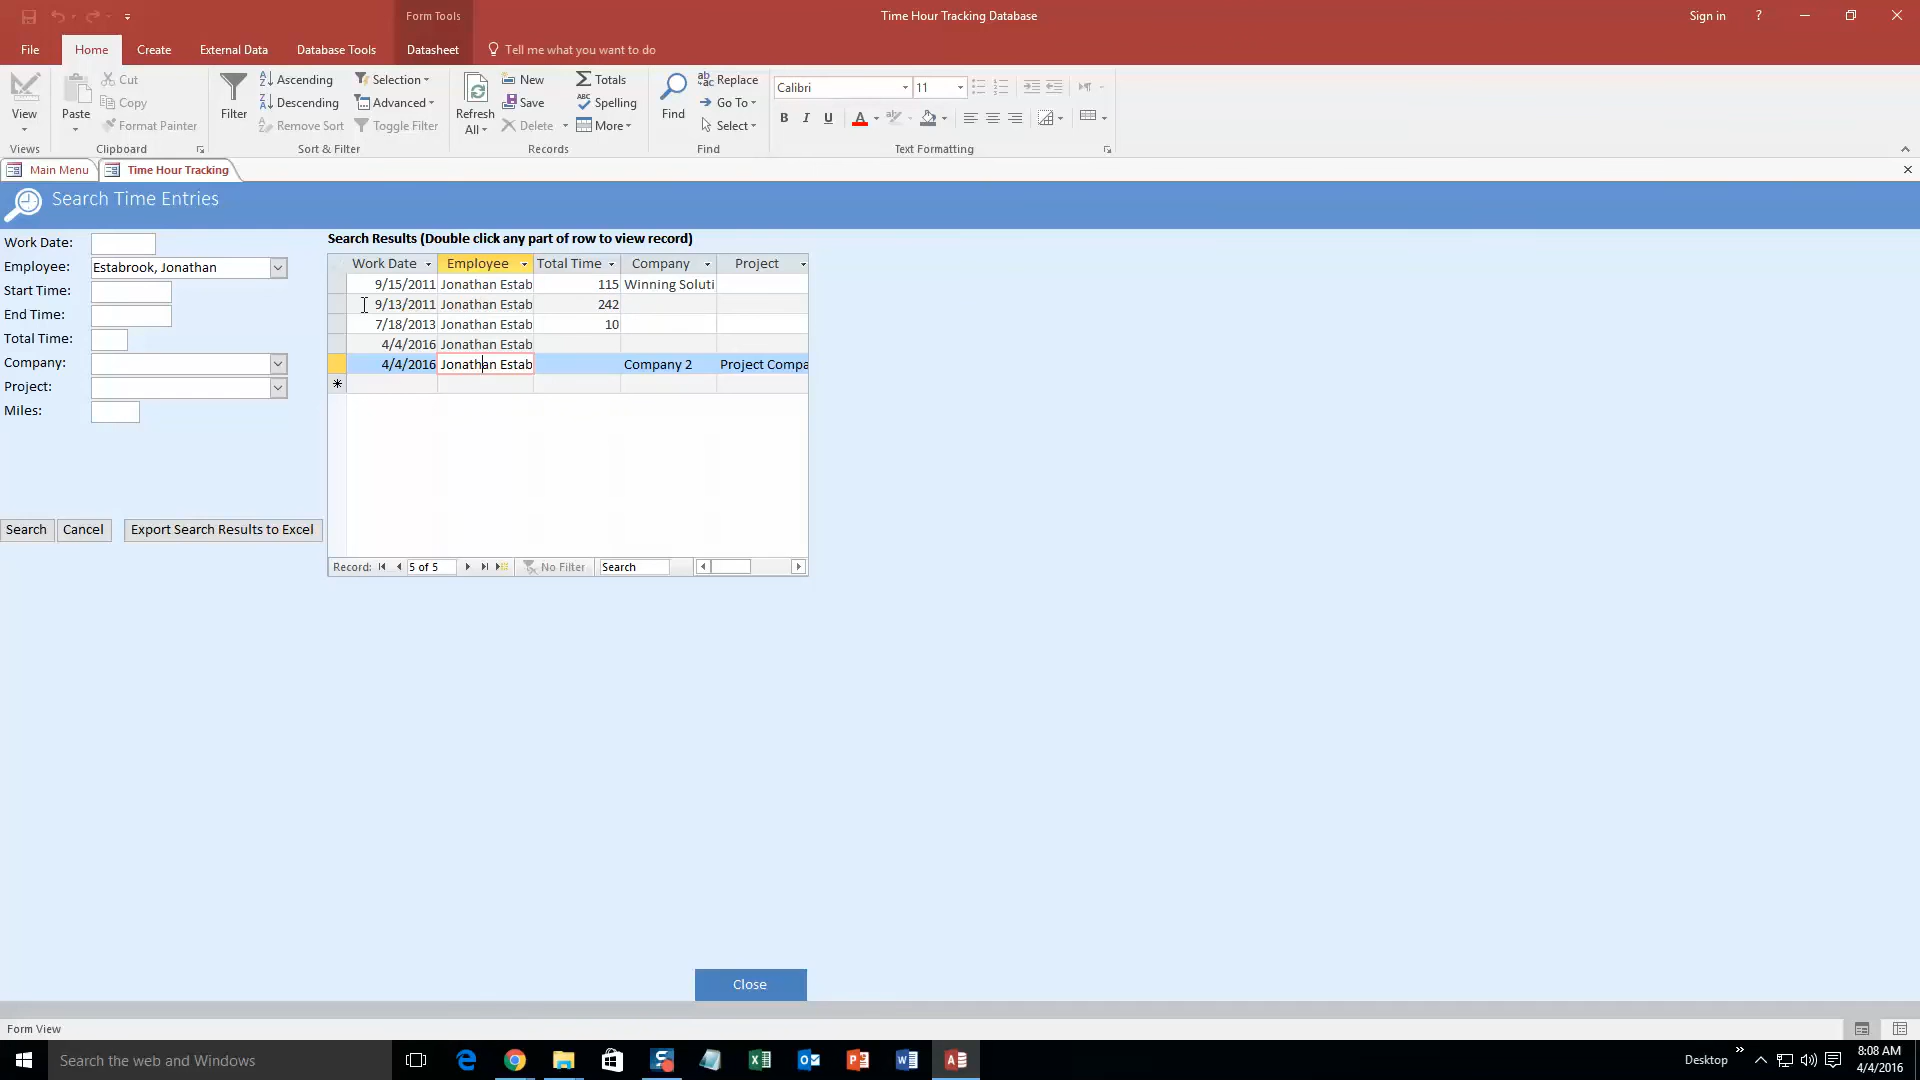 Form Tools
Time Hour Tracking Database
Sign in
?
File
Home
Create
External Data
Database Tools
Datasheet
Tell me what you want to do
View
Views
Paste
Cut
Copy
Format Painter
Clipboard
Filter
Ascending
Descending
Remove Sort
Selection
Advanced
Toggle Filter
Sort & Filter
Refresh
All
New
Save
Delete
Totals
Spelling
More
Records
Find
Replace
Go To
Select
Find
Calibri
11
B I U A
Text Formatting
Main Menu
Time Hour Tracking
Search Time Entries
Work Date:
Employee: Estabrook, Jonathan
Start Time:
End Time:
Total Time:
Company:
Project:
Miles:
Search
Cancel
Export Search Results to Excel
Search Results (Double click any part of row to view record)
Work Date Employee Total Time Company Project
9/15/2011 Jonathan Estab 115 Winning Soluti
9/13/2011 Jonathan Estab 242
7/18/2013 Jonathan Estab 10
4/4/2016 Jonathan Estab
4/4/2016 Jonathan Estab Company 2 Project Compa
Record: 5 of 5 No Filter Search
Close
Form View
Search the web and Windows
Desktop
8:08 AM
4/4/2016